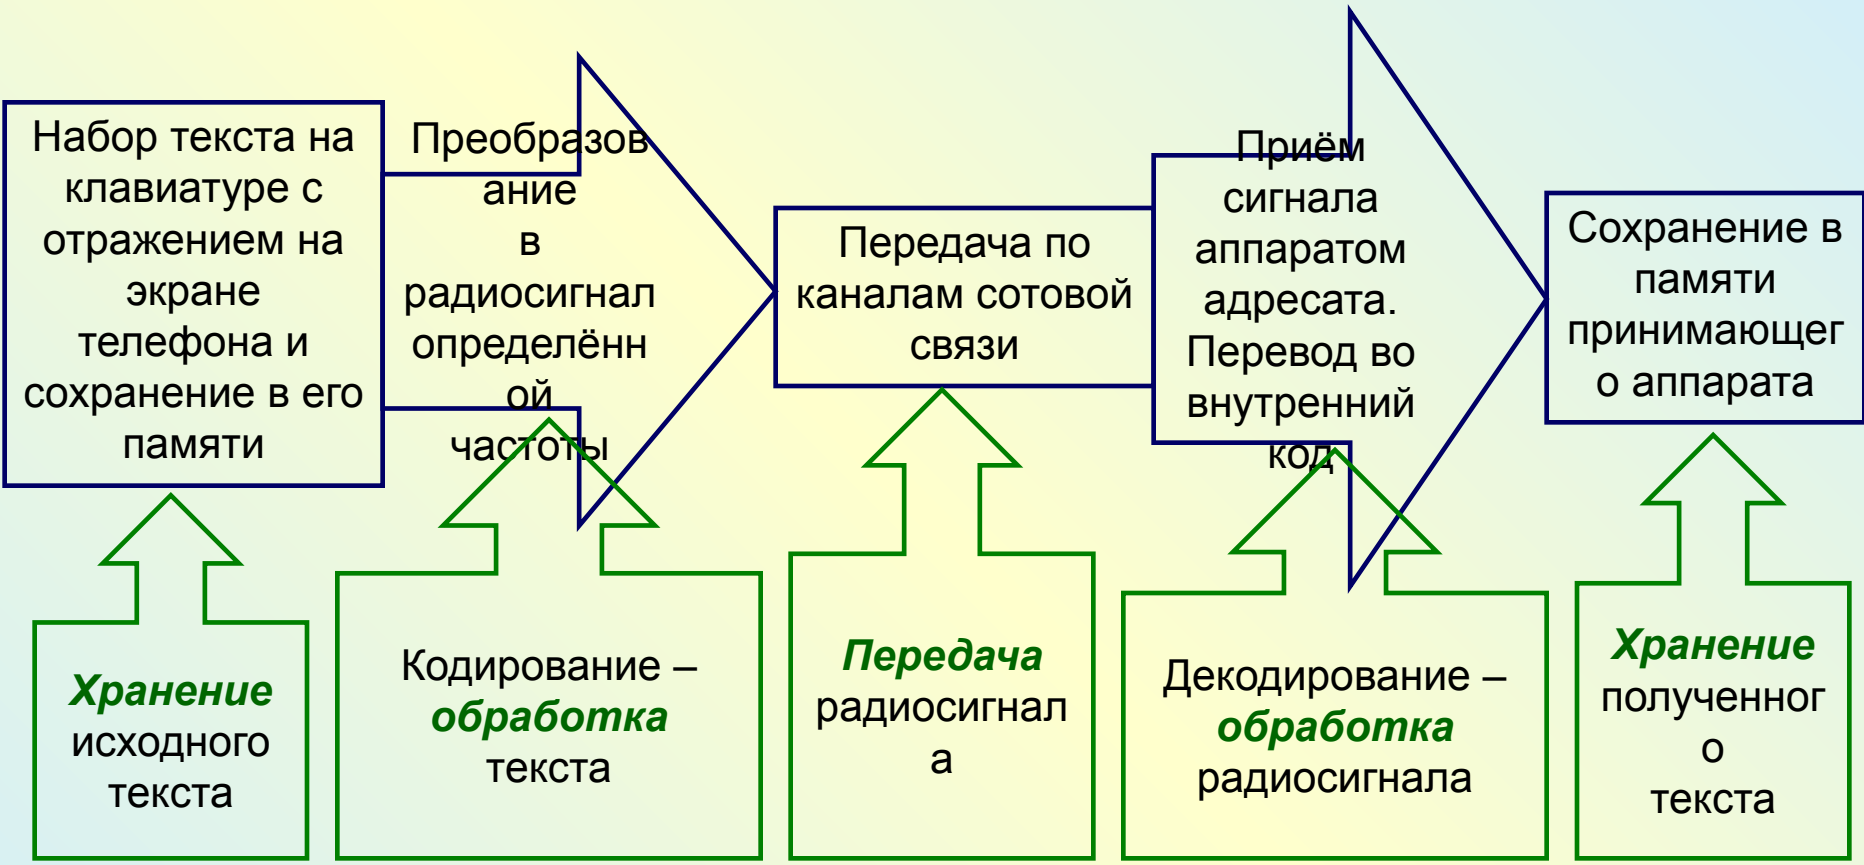 Набор текста на
клавиатуре с
отражением на
экране
телефона и
сохранение в его
памяти
Преобразов
ание
в
радиосигнал
определённ
ой
частоты
Передача по
каналам сотовой
связи
Приём
сигнала
аппаратом
адресата.
Перевод во
внутренний
код
Сохранение в
памяти
принимающег
о аппарата
Хранение
исходного
текста
Кодирование –
обработка
текста
Передача
радиосигнал
а
Декодирование –
обработка
радиосигнала
Хранение
полученног
о
текста